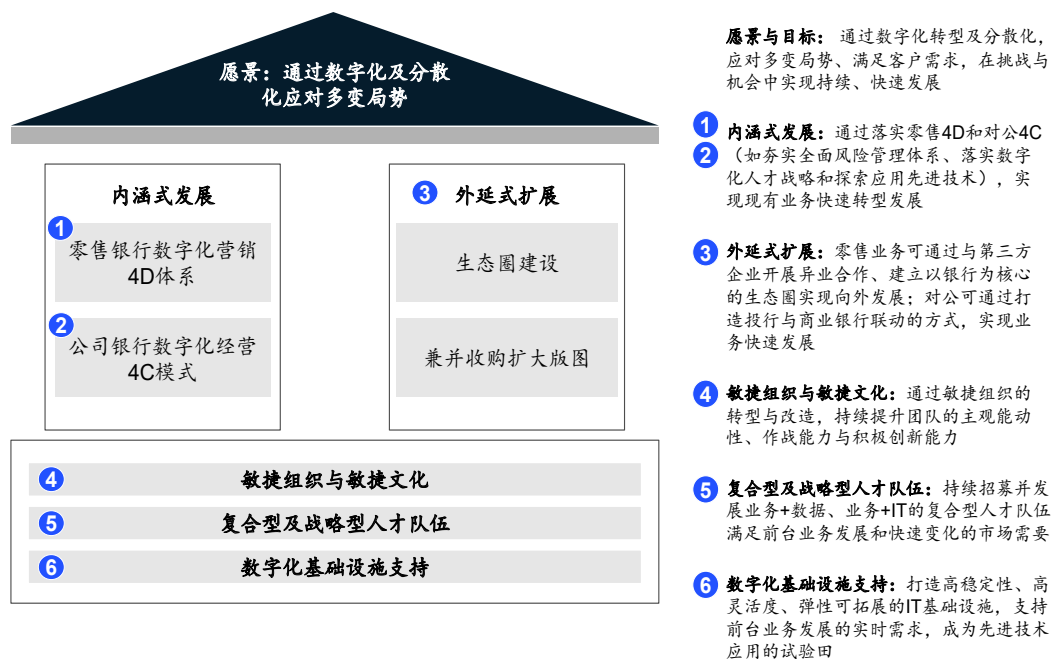 愿景：通过数字化及分散
化应对多变局势
内涵式发展
1
零售银行数字化营销
4D体系
2
公司银行数字化经营
4C模式
3 外延式扩展
生态圈建设
兼并收购扩大版图
4 敏捷组织与敏捷文化
5 复合型及战略型人才队伍
6 数字化基础设施支持
愿景与目标：通过数字化转型及分散化，
应对多变局势、满足客户需求，在挑战与
机会中实现持续、快速发展
1 内涵式发展：通过落实零售4D和对公4C
2 （如夯实全面风险管理体系、落实数字
化人才战略和探索应用先进技术），实
现现有业务快速转型发展
3 外延式扩展：零售业务可通过与第三方
企业开展异业合作、建立以银行为核心
的生态圈实现向外发展；对公可通过打
造投行与商业银行联动的方式，实现业
务快速发展
4 敏捷组织与敏捷文化：通过敏捷组织的
转型与改造，持续提升团队的主观能动
性、作战能力与积极创新能力
5 复合型及战略型人才队伍：持续招募并发
展业务+数据、业务+IT的复合型人才队伍
满足前台业务发展和快速变化的市场需要
6 数字化基础设施支持：打造高稳定性、高
灵活度、弹性可拓展的IT基础设施，支持
前台业务发展的实时需求，成为先进技术
应用的试验田